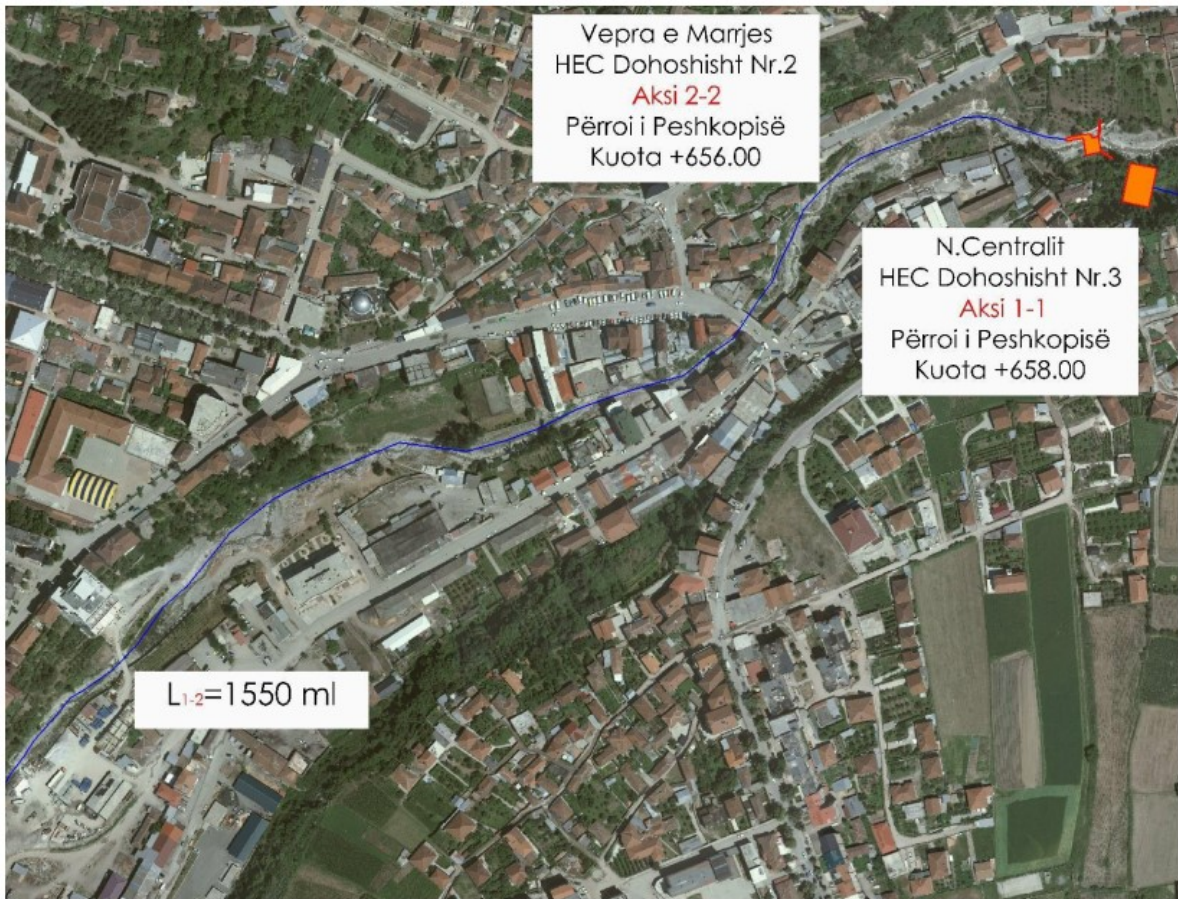 Vepra e Marrjes
HEC Dohoshisht Nr.2
Aksi 2-2
Përroi i Peshkopisë
Kuota +656.00
N.Centralit
HEC Dohoshisht Nr.3
Aksi 1-1
Përroi i Peshkopisë
Kuota +658.00
L1-2=1550 ml